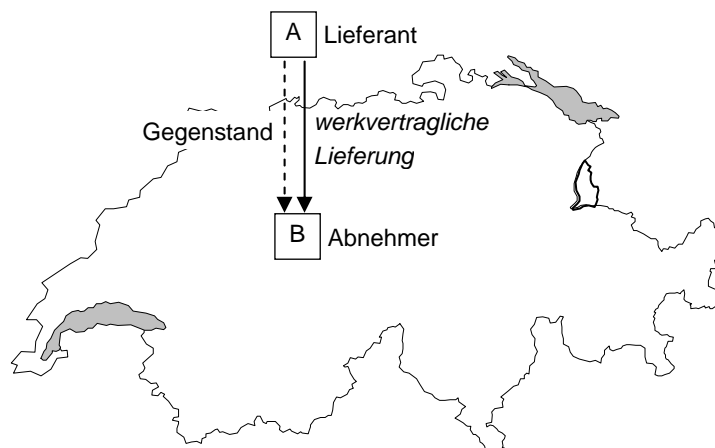 A Lieferant
Gegenstand
werkvertragliche
Lieferung
B Abnehmer